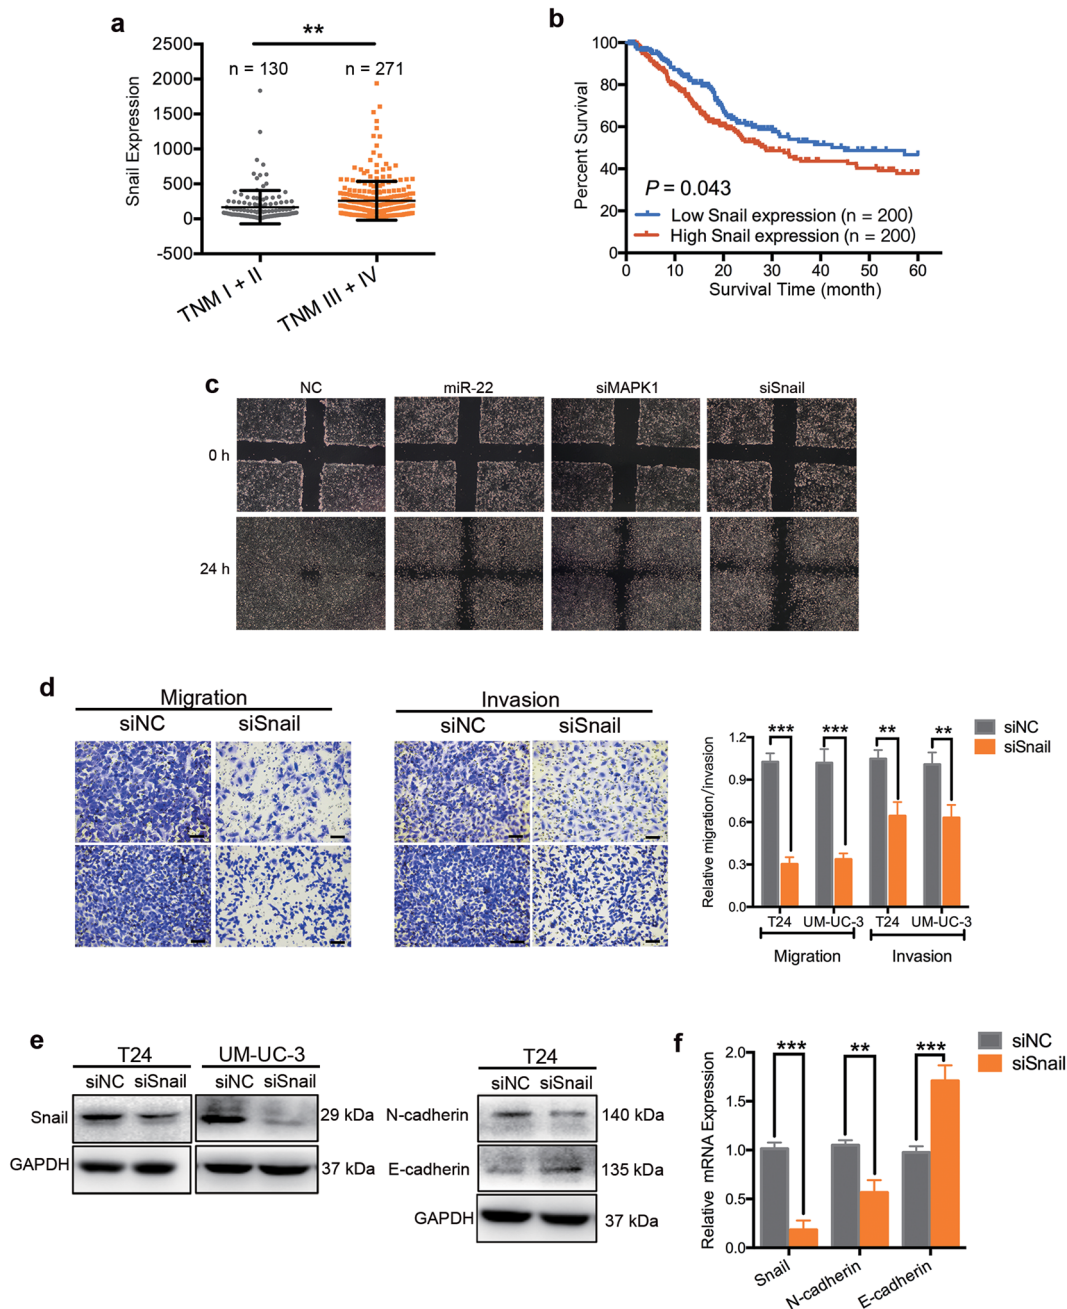 a
**
2500
2000
1500
1000
500
0
-500
Snail Expression
n = 130
n = 271
TNM I + II
TNM III + IV
b
100
80
60
40
20
0
Percent Survival
P = 0.043
Low Snail expression (n = 200)
High Snail expression (n = 200)
0 10 20 30 40 50 60
Survival Time (month)
c
NC miR-22 siMAPK1 siSnail
0 h
24 h
d
Migration
siNC siSnail
Invasion
siNC siSnail
siNC
siSnail
*** *** ** **
1.2
0.9
0.6
0.3
0.0
Relative migration/invasion
T24 UM-UC-3 T24 UM-UC-3
Migration Invasion
e
T24 UM-UC-3
siNC siSnail siNC siSnail
Snail 29 kDa
GAPDH 37 kDa
T24
siNC siSnail
N-cadherin 140 kDa
E-cadherin 135 kDa
GAPDH 37 kDa
f
siNC
siSnail
*** ** ***
2.0
1.5
1.0
0.5
0.0
Relative mRNA Expression
Snail
N-cadherin
E-cadherin